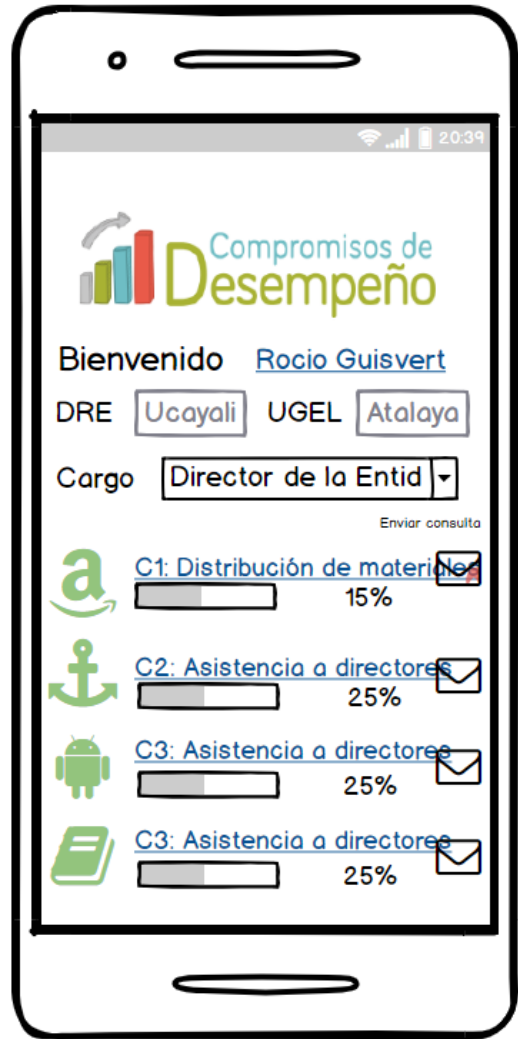 20:39
Compromisos de
Desempeño
Bienvenido Rocio Guisvert
DRE Ucayali UGEL Atalaya
Cargo Director de la Entid
Enviar consulta
C1: Distribución de materiales
15%
C2: Asistencia a directores
25%
C3: Asistencia a directores
25%
C3: Asistencia a directores
25%